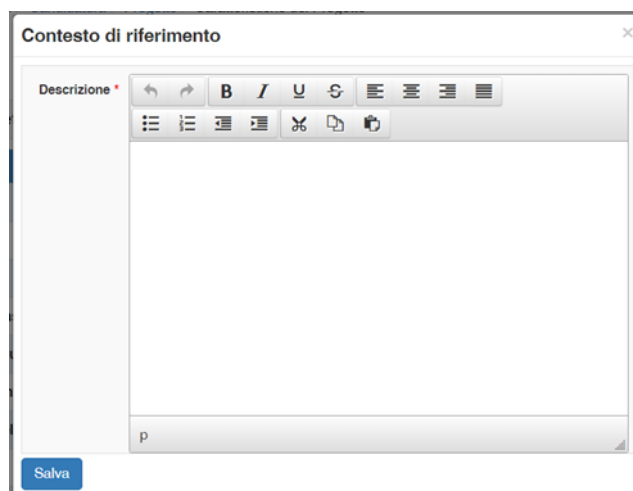 Contesto di riferimento
×
Descrizione *
B I U S
p
Salva